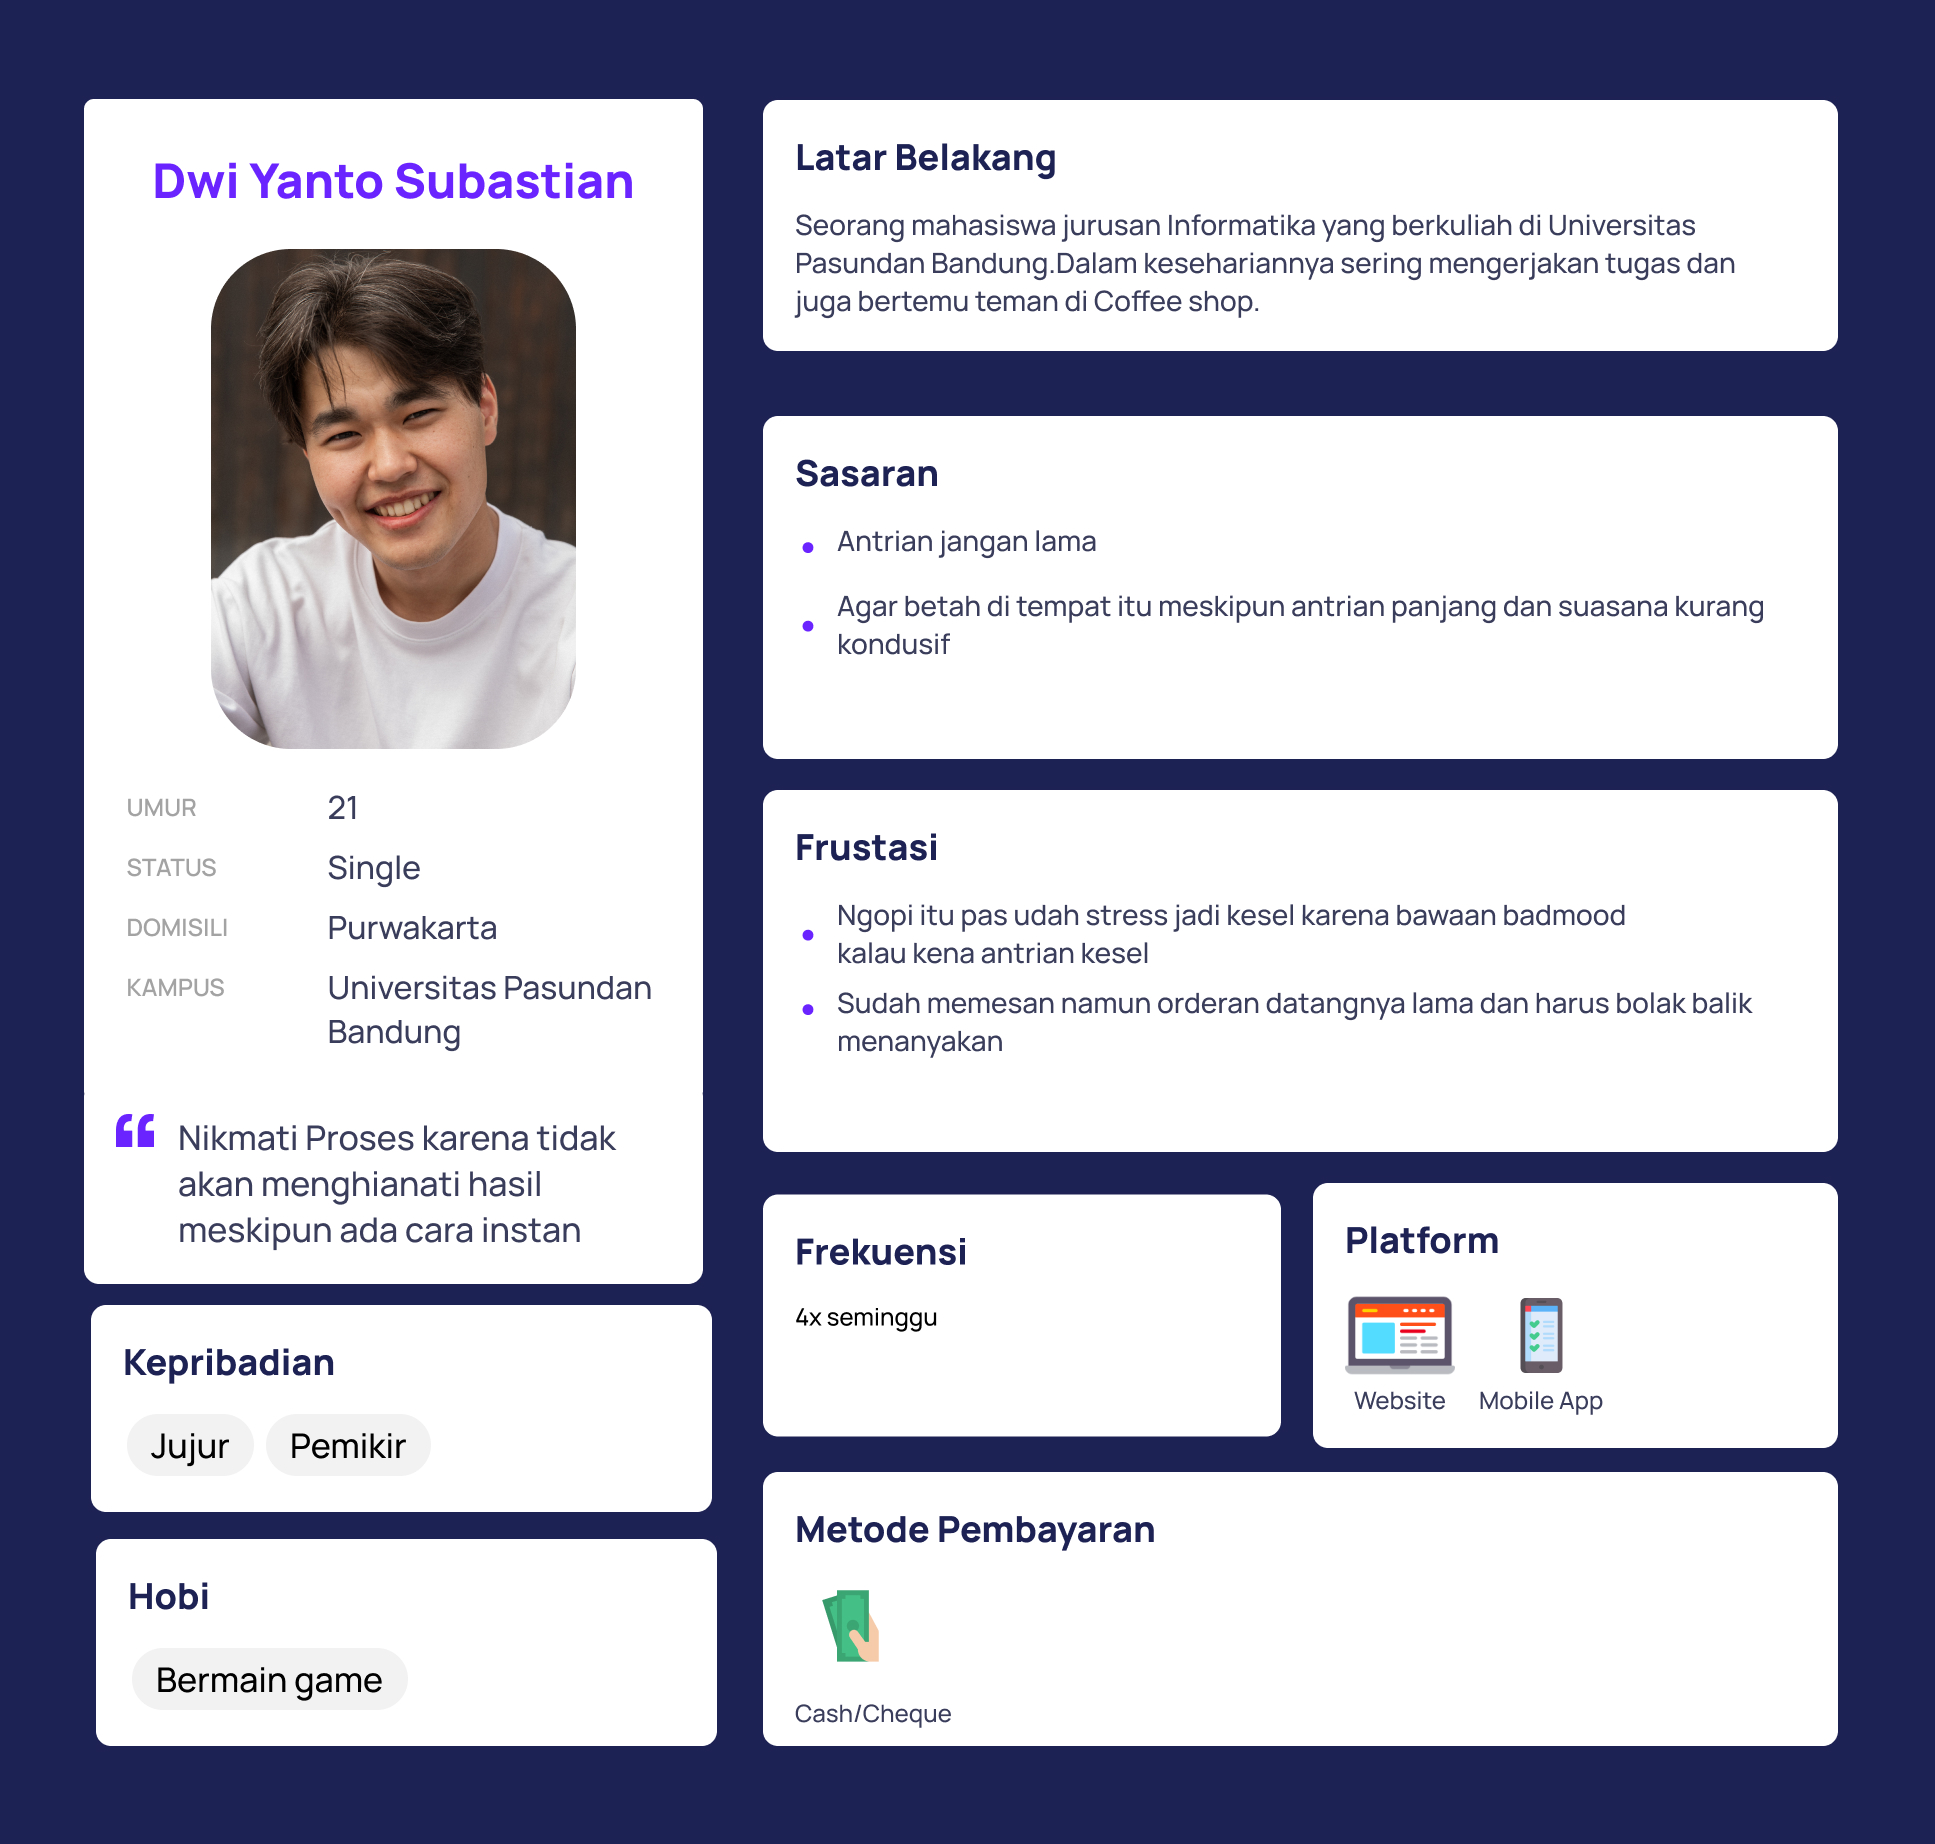 Dwi Yanto Subastian
UMUR 21
STATUS Single
DOMISILI Purwakarta
KAMPUS Universitas Pasundan
Bandung
“ Nikmati Proses karena tidak
akan menghianati hasil
meskipun ada cara instan
Kepribadian
Jujur Pemikir
Hobi
Bermain game
Latar Belakang
Seorang mahasiswa jurusan Informatika yang berkuliah di Universitas
Pasundan Bandung.Dalam kesehariannya sering mengerjakan tugas dan
juga bertemu teman di Coffee shop.
Sasaran
• Antrian jangan lama
• Agar betah di tempat itu meskipun antrian panjang dan suasana kurang
kondusif
Frustasi
• Ngopi itu pas udah stress jadi kesel karena bawaan badmood
kalau kena antrian kesel
• Sudah memesan namun orderan datangnya lama dan harus bolak balik
menanyakan
Frekuensi
4x seminggu
Platform
Website Mobile App
Metode Pembayaran
Cash/Cheque